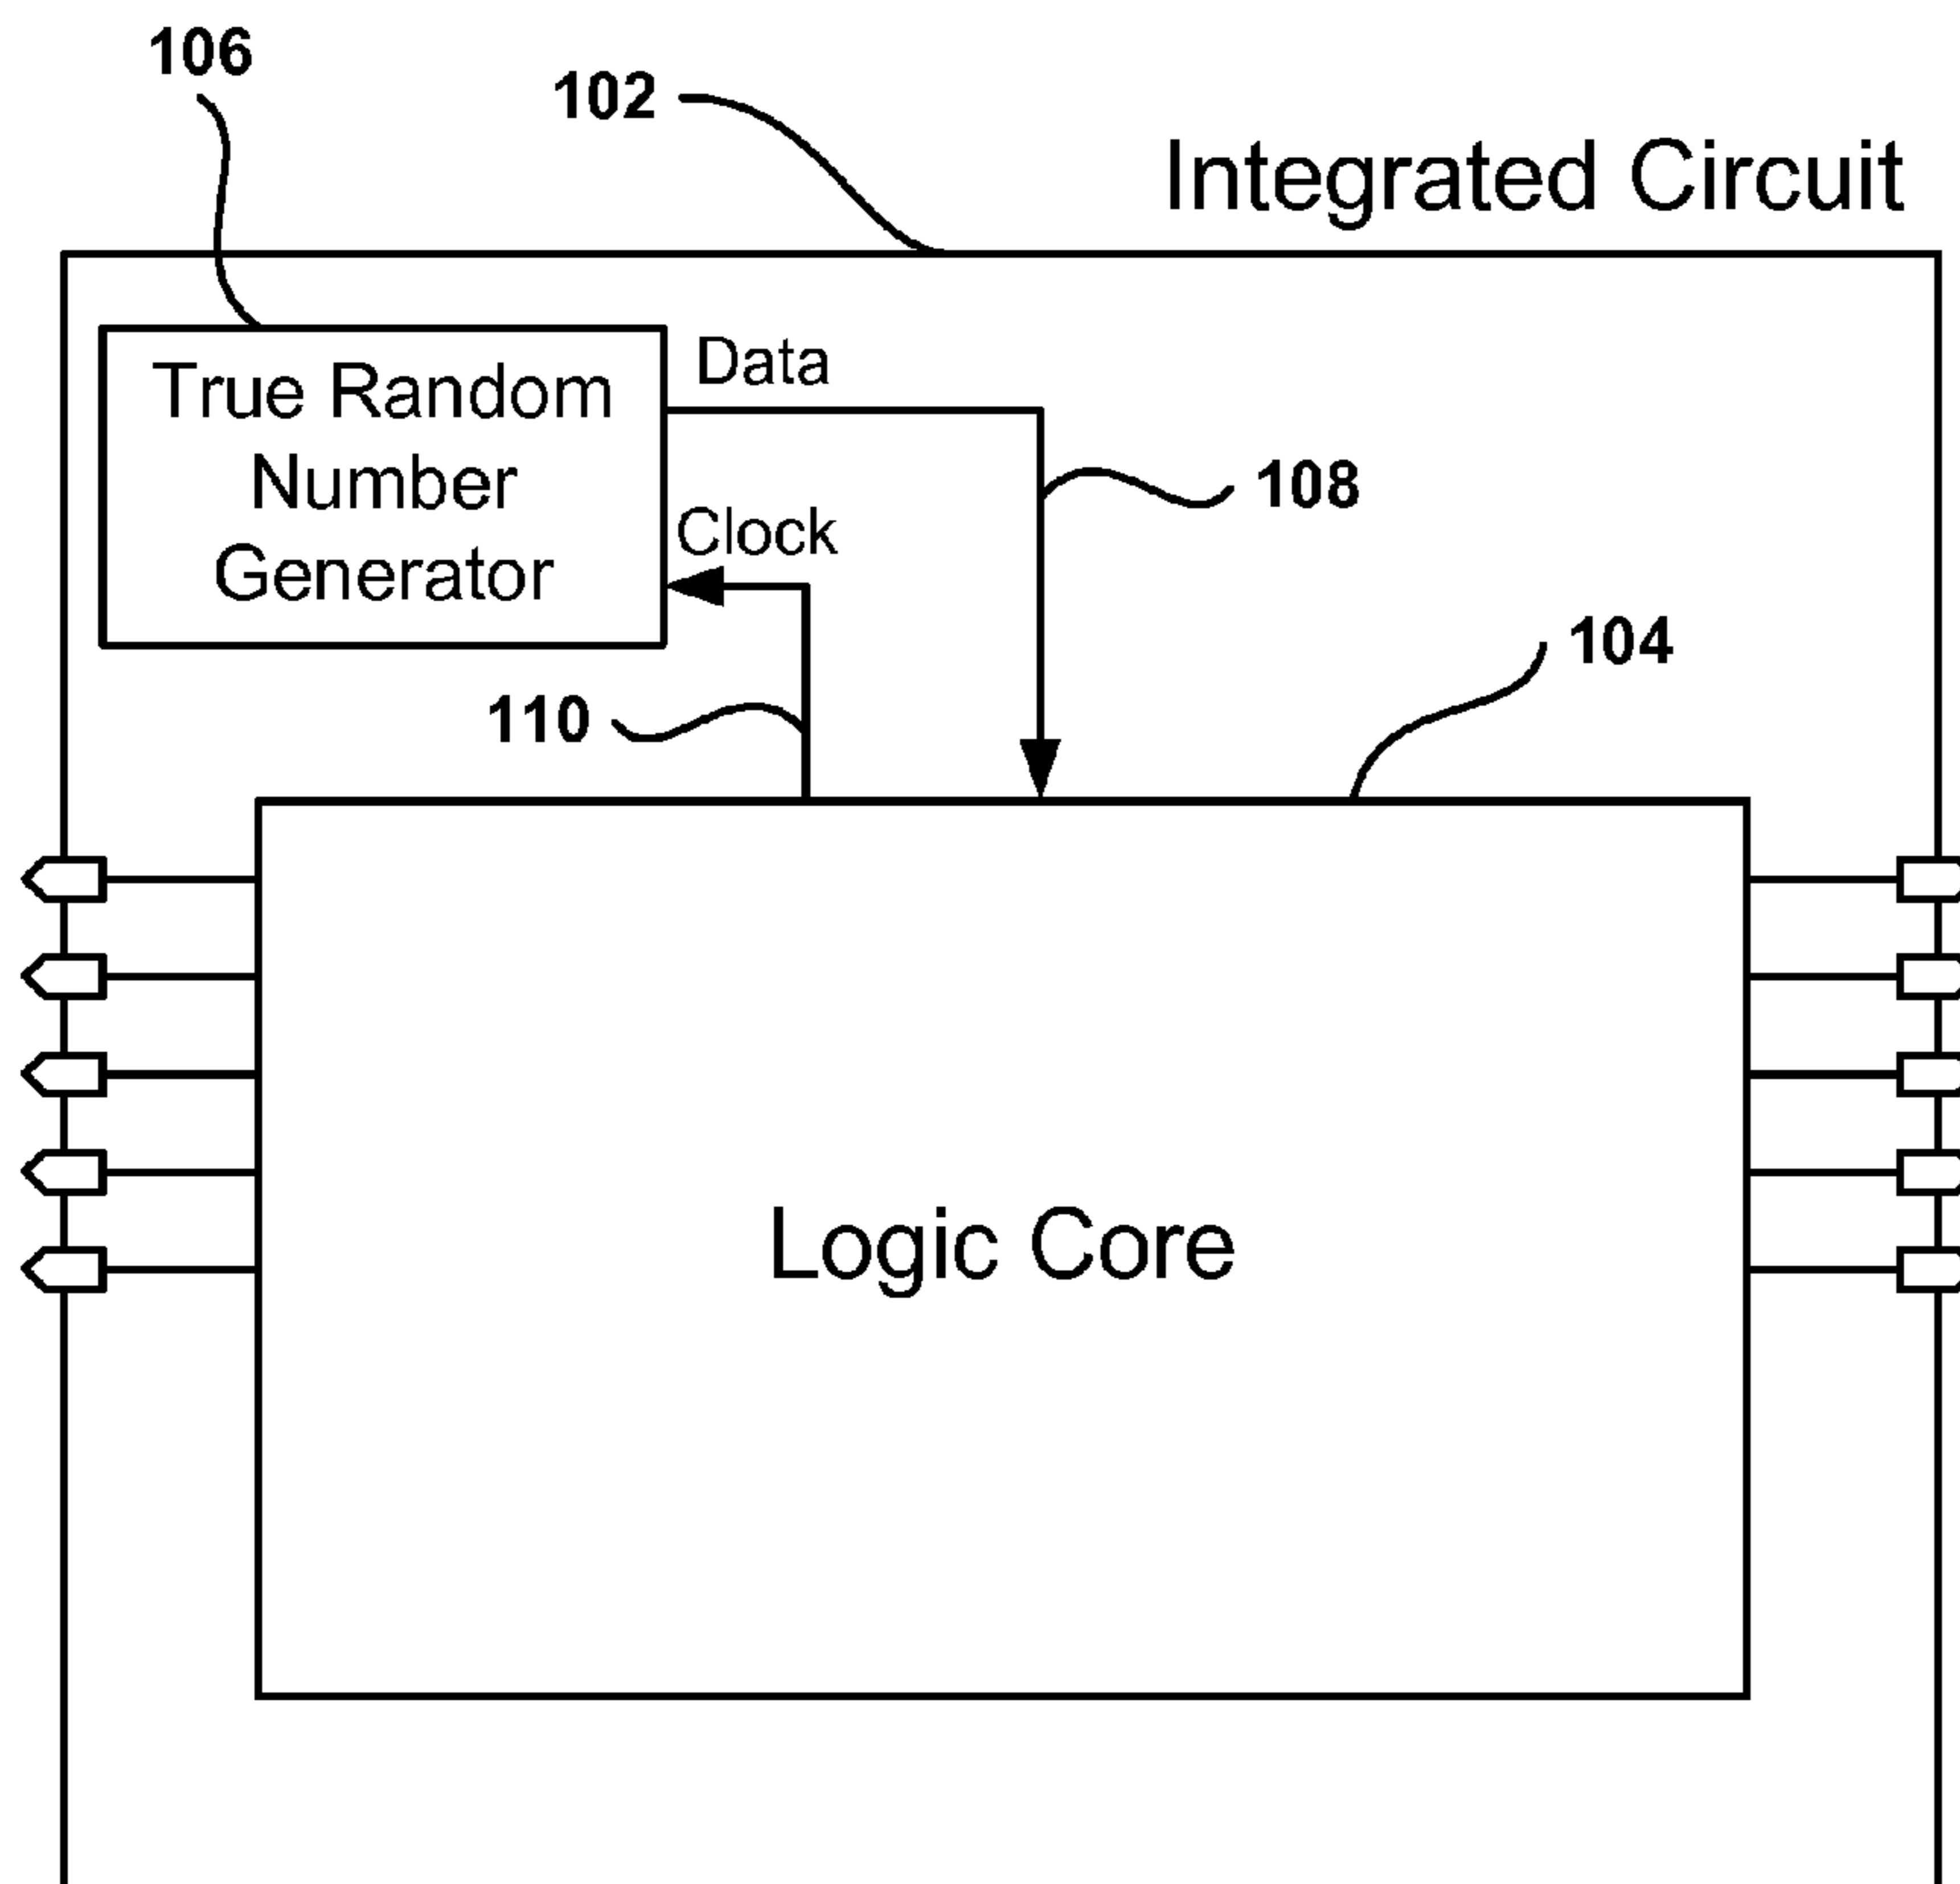 106
102
Integrated Circuit
True Random
Number
Generator
Data
Clock
108
110
104
Logic Core